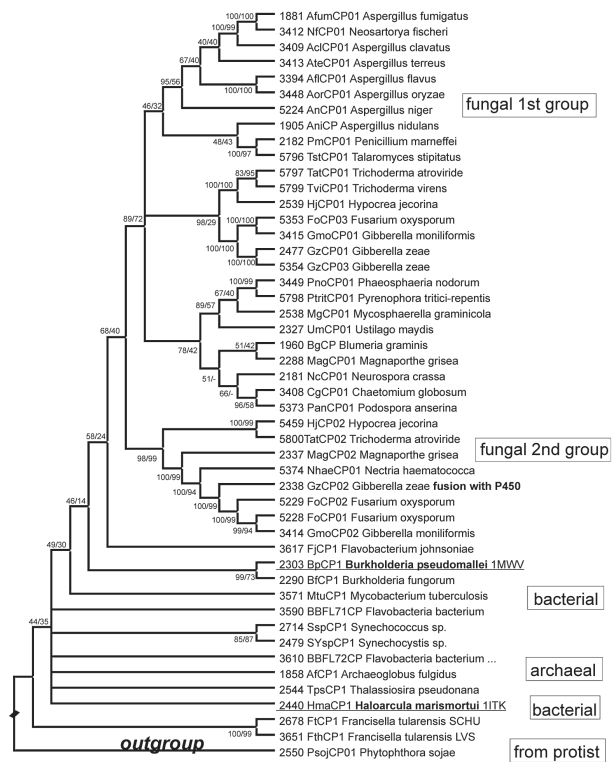 100/100
1881 AfumCP01 Aspergillus fumigatus
100/99
3412 NfCP01 Neosartorya fischeri
40/40
3409 AclCP01 Aspergillus clavatus
67/40
3413 AteCP01 Aspergillus terreus
95/56
3394 AflCP01 Aspergillus flavus
100/100
3448 AorCP01 Aspergillus oryzae
46/32
5224 AnCP01 Aspergillus niger
fungal 1st group
1905 AniCP Aspergillus nidulans
48/43
2182 PmCP01 Penicillium marneffei
100/97
5796 TstCP01 Talaromyces stipitatus
83/95
5797 TatCP01 Trichoderma atroviride
100/100
5799 TviCP01 Trichoderma virens
2539 HjCP01 Hypocrea jecorina
89/72
98/29
100/100
5353 FoCP03 Fusarium oxysporum
3415 GmoCP01 Gibberella moniliformis
100/100
2477 GzCP01 Gibberella zeae
100/100
5354 GzCP03 Gibberella zeae
100/99
3449 PnoCP01 Phaeosphaeria nodorum
67/40
5798 PtritCP01 Pyrenophora tritici-repentis
89/57
2538 MgCP01 Mycosphaerella graminicola
2327 UmCP01 Ustilago maydis
68/40
78/42
51/42
1960 BgCP Blumeria graminis
2288 MagCP01 Magnaporthe grisea
51/-
2181 NcCP01 Neurospora crassa
66/-
3408 CgCP01 Chaetomium globosum
96/58
5373 PanCP01 Podospora anserina
100/99
5459 HjCP02 Hypocrea jecorina
5800TatCP02 Trichoderma atroviride
58/24
98/99
2337 MagCP02 Magnaporthe grisea
fungal 2nd group
100/99
5374 NhaeCP01 Nectria haematococca
100/94
2338 GzCP02 Gibberella zeae fusion with P450
100/99
5229 FoCP02 Fusarium oxysporum
46/14
100/99
5228 FoCP01 Fusarium oxysporum
99/94
3414 GmoCP02 Gibberella moniliformis
49/30
3617 FjCP1 Flavobacterium johnsoniae
2303 BpCP1 Burkholderia pseudomallei 1MWV
99/73
2290 BfCP1 Burkholderia fungorum
3571 MtuCP1 Mycobacterium tuberculosis
bacterial
3590 BBFL71CP Flavobacteria bacterium
44/35
2714 SspCP1 Synechococcus sp.
85/87
2479 SYspCP1 Synechocystis sp.
3610 BBFL72CP Flavobacteria bacterium ...
1858 AfCP1 Archaeoglobus fulgidus
archaeal
2544 TpsCP1 Thalassiosira pseudonana
2440 HmaCP1 Haloarcula marismortui 1ITK
bacterial
2678 FtCP1 Francisella tularensis SCHU
100/99
3651 FthCP1 Francisella tularensis LVS
outgroup
2550 PsojCP01 Phytophthora sojae
from protist